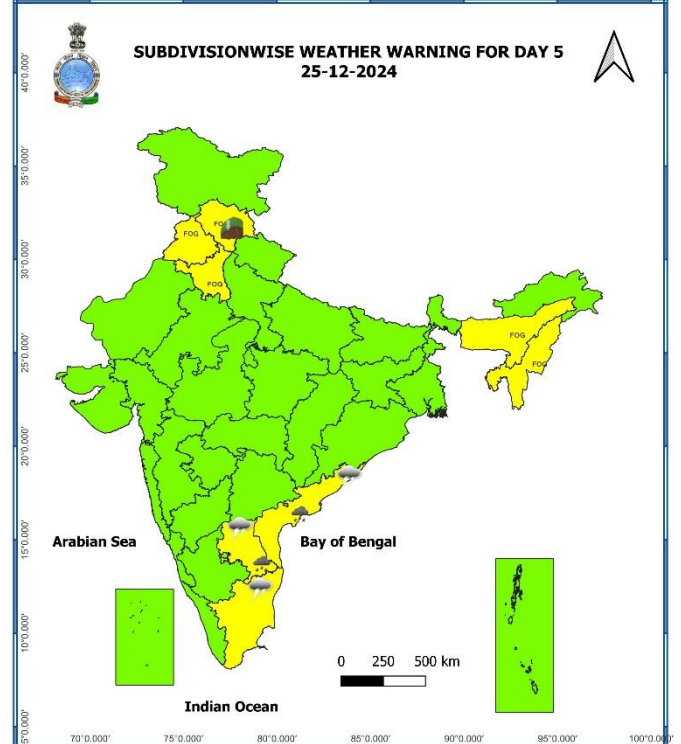 SUBDIVISIONWISE WEATHER WARNING FOR DAY 5
25-12-2024
40°0.000'
35°0.000'
FOG
FOG
30°0.000'
FOG
25°0.000'
FOG
FOG
20°0.000'
15°0.000'
Arabian Sea
Bay of Bengal
10°0.000'
0 250 500 km
Indian Ocean
5°0.000'
70°0.000' 75°0.000' 80°0.000' 85°0.000' 90°0.000' 95°0.000' 100°0.000'